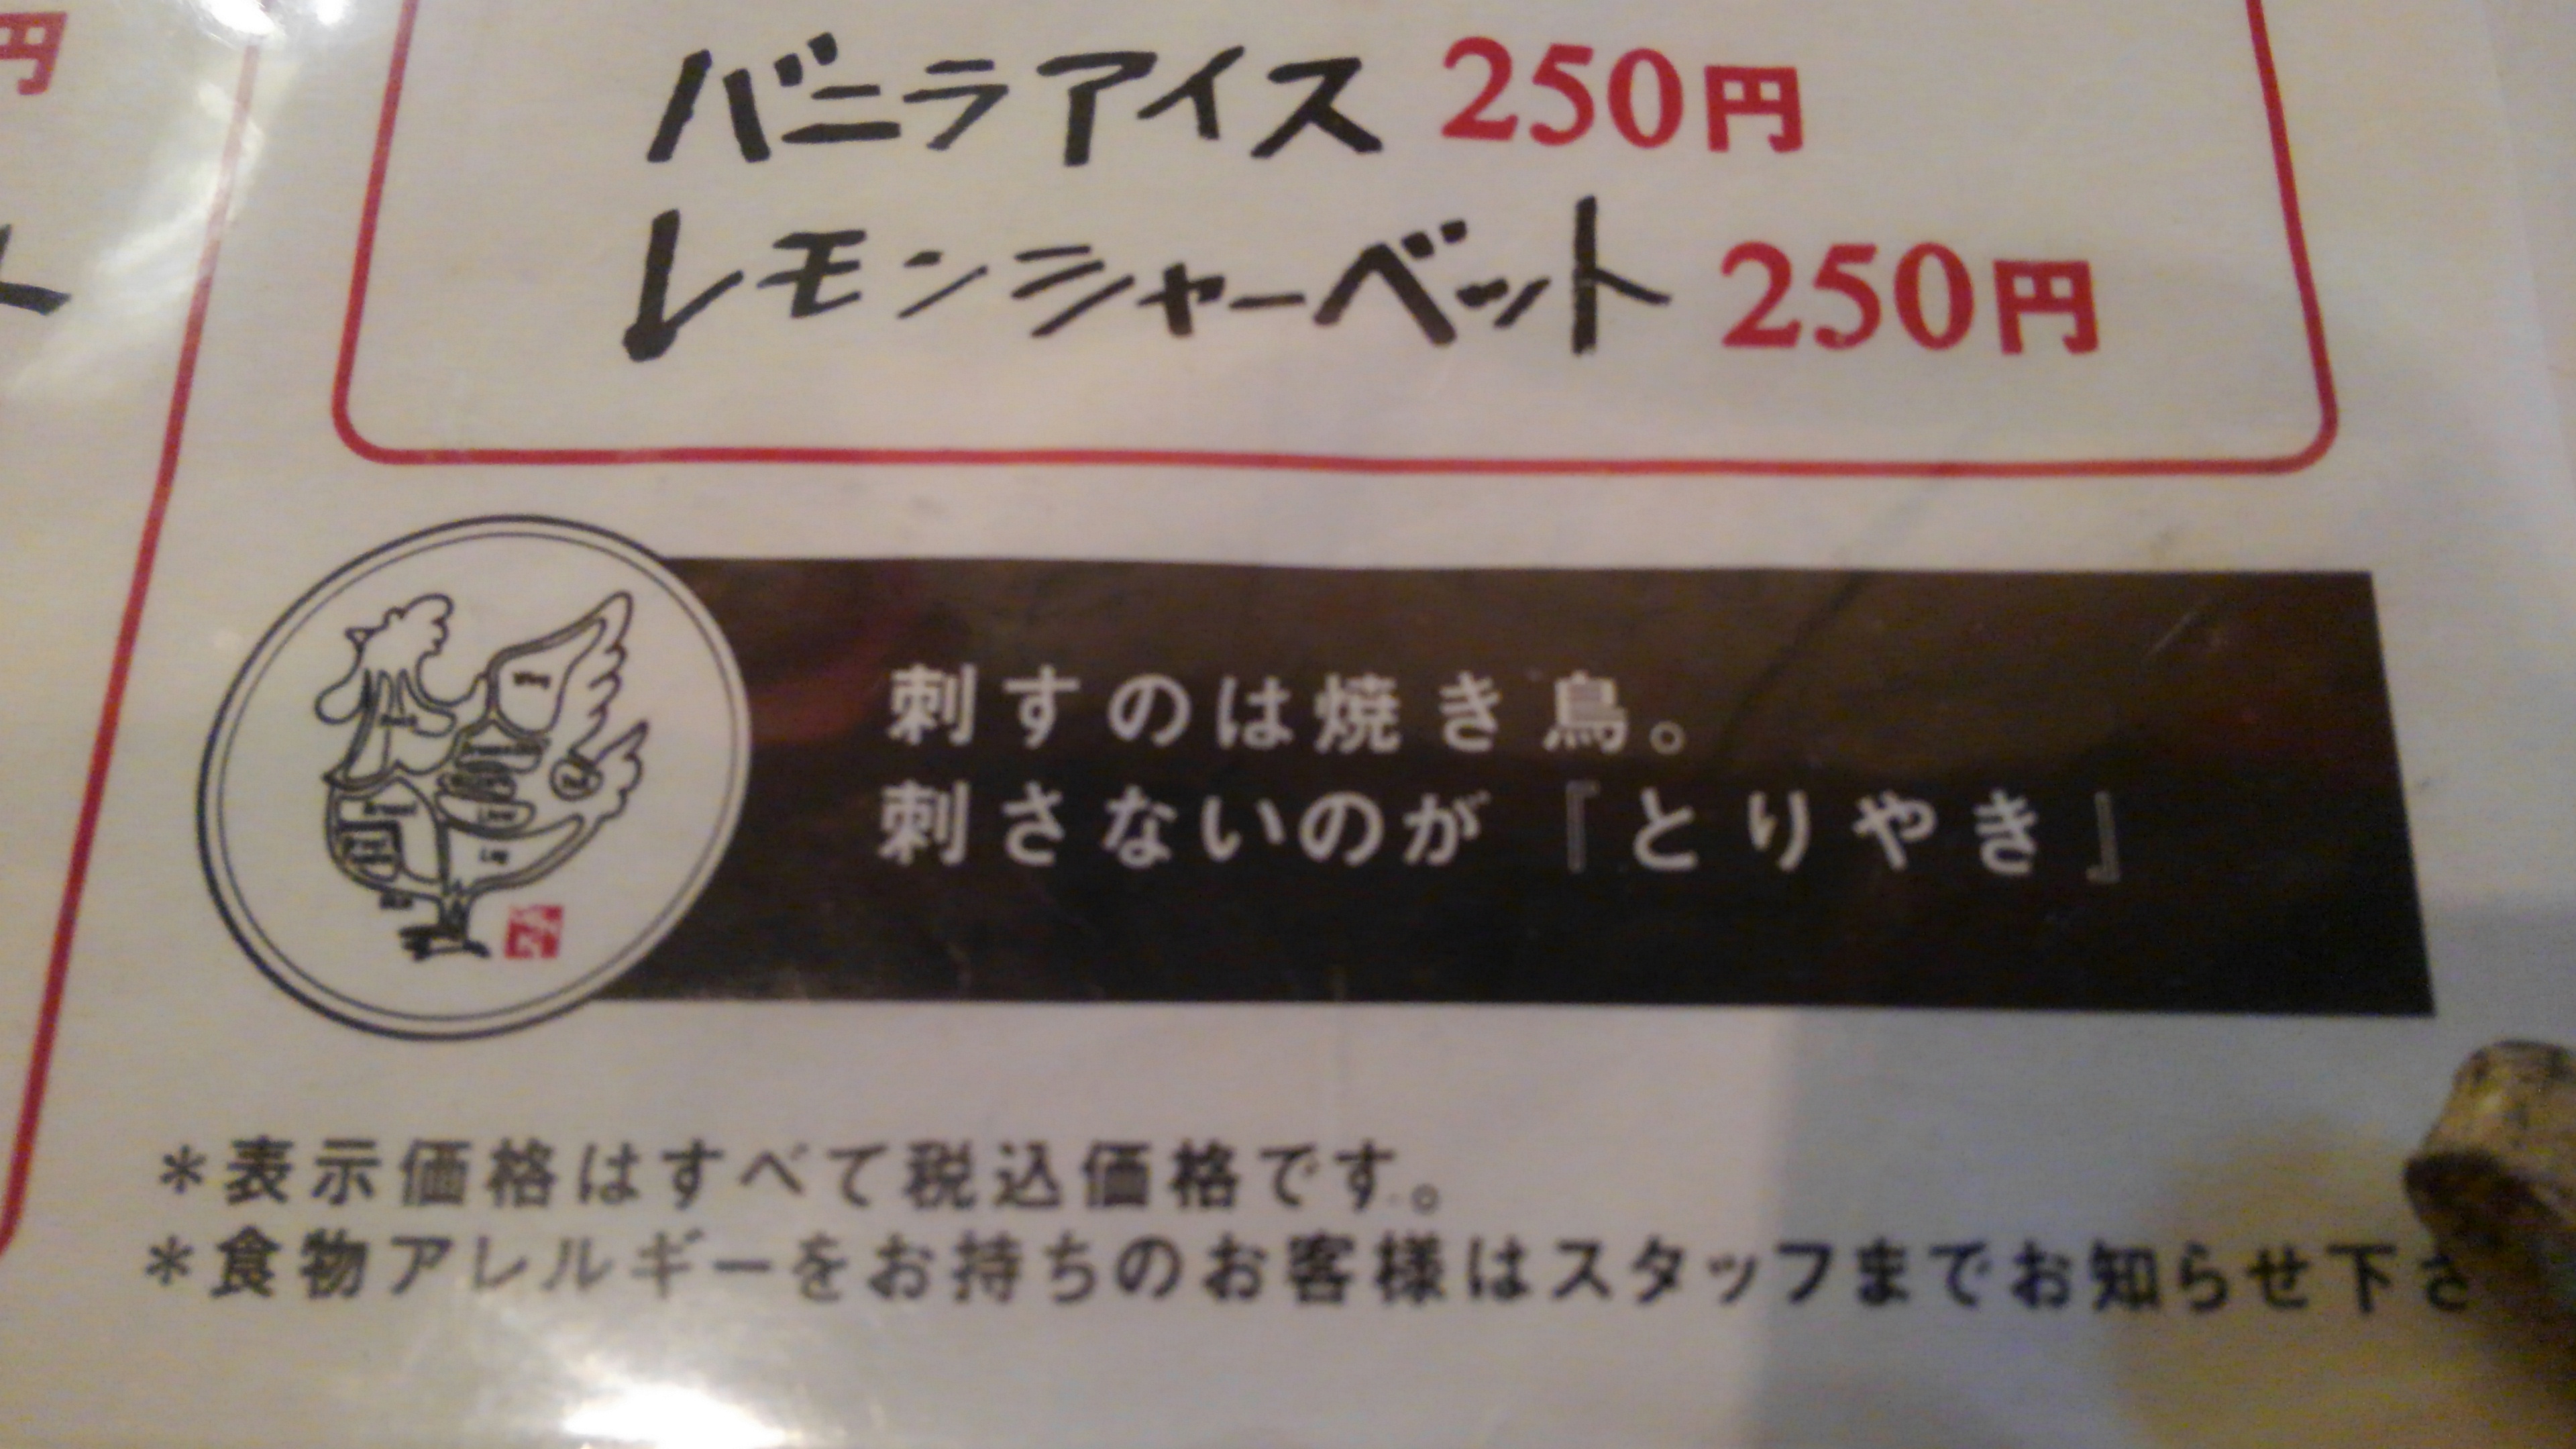 円
バニラアイス 250円
レモンシャーベット 250円
ト
Wing
Leg
刺すのは焼き鳥。
刺さないのが『とりやき』
＊表示価格はすべて税込価格です。
＊食物アレルギーをお持ちのお客様はスタッフまでお知らせ下さ